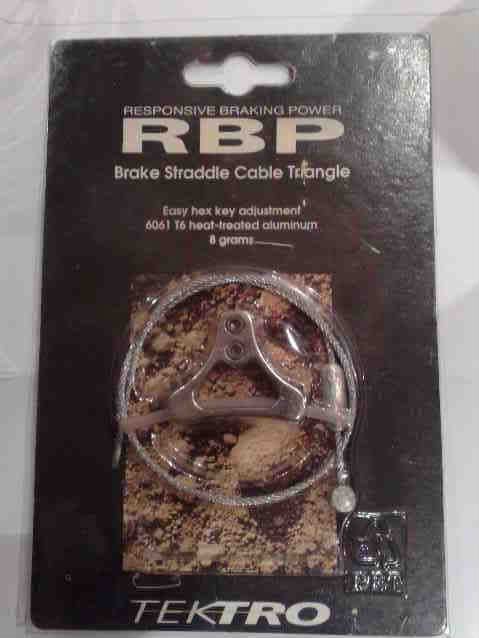 RESPONSIVE BRAKING POWER
RBP
Brake Straddle Cable Triangle
Easy hex key adjustment
6061 T6 heat-treated aluminum
8 grams
TEKTRO